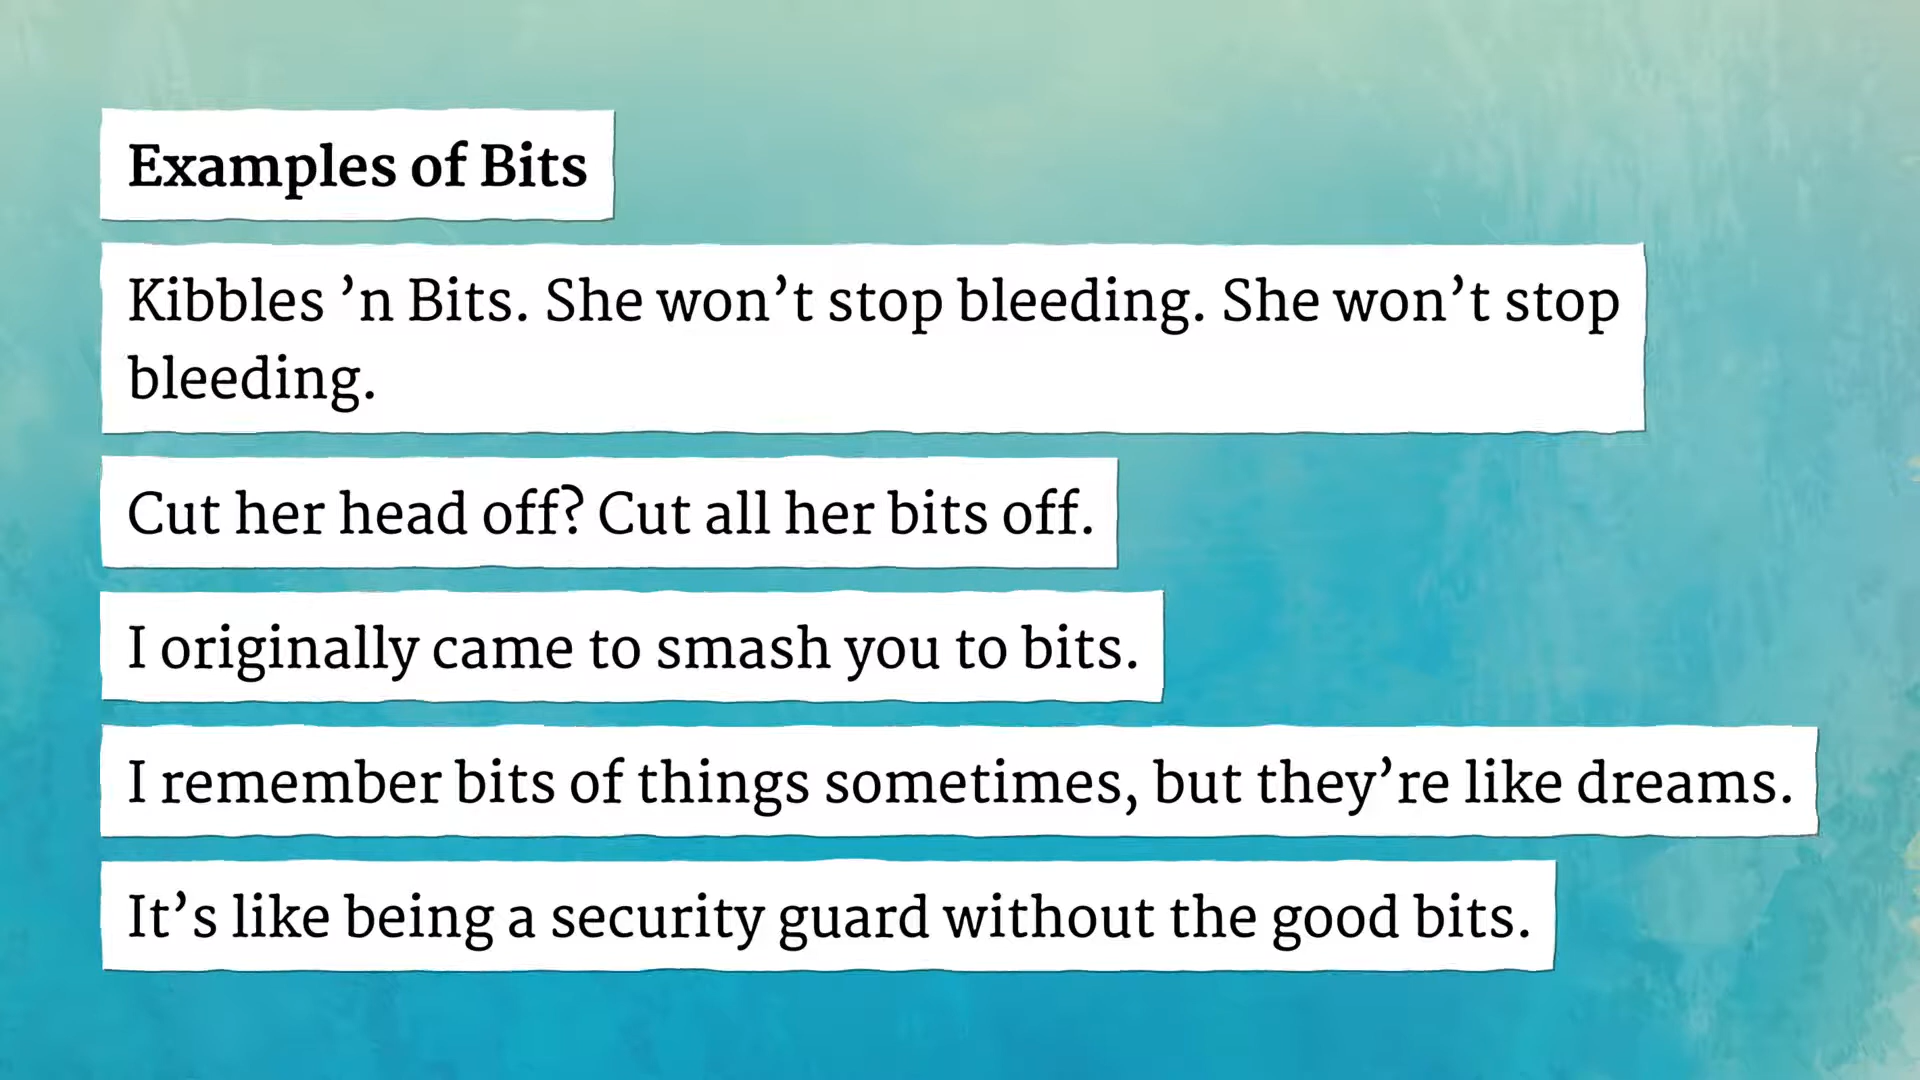 Examples of Bits
Kibbles ’n Bits. She won’t stop bleeding. She won’t stop
bleeding.
Cut her head off? Cut all her bits off.
I originally came to smash you to bits.
I remember bits of things sometimes, but they’re like dreams.
It’s like being a security guard without the good bits.